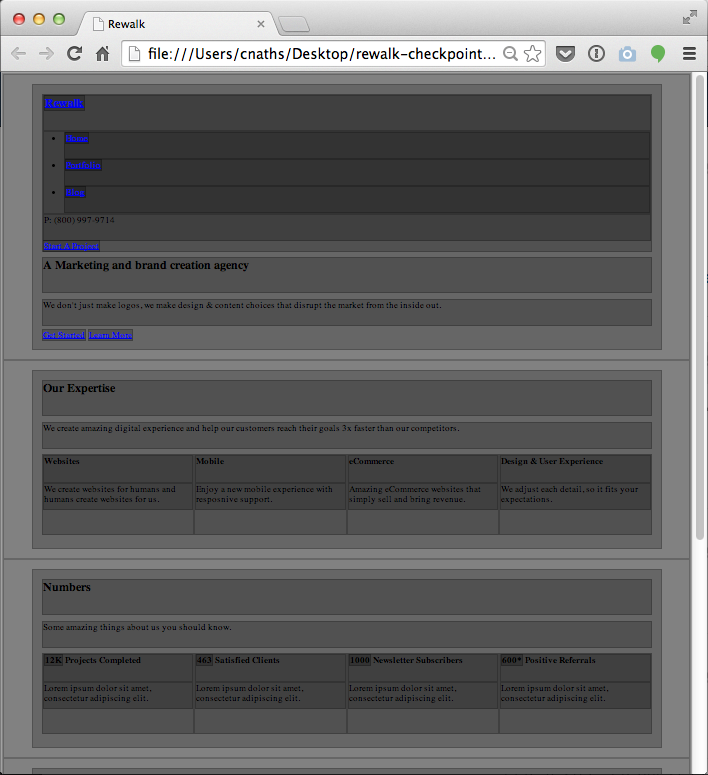 Rewalk
file:///Users/cnaths/Desktop/rewalk-checkpoint...
Rewalk
Home
Portfolio
Blog
P: (800) 997-9714
Start A Project
A Marketing and brand creation agency
We don't just make logos, we make design & content choices that disrupt the market from the inside out.
Get Started Learn More
Our Expertise
We create amazing digital experience and help our customers reach their goals 3x faster than our competitors.
Websites Mobile eCommerce Design & User Experience
We create websites for humans and Enjoy a new mobile experience with Amazing eCommerce websites that We adjust each detail, so it fits your
humans create websites for us. resposnive support. simply sell and bring revenue. expectations.
Numbers
Some amazing things about us you should know.
12K Projects Completed 463 Satisfied Clients 1000 Newsletter Subscribers 600* Positive Referrals
Lorem ipsum dolor sit amet, Lorem ipsum dolor sit amet, Lorem ipsum dolor sit amet, Lorem ipsum dolor sit amet,
consectetur adipiscing elit. consectetur adipiscing elit. consectetur adipiscing elit. consectetur adipiscing elit.